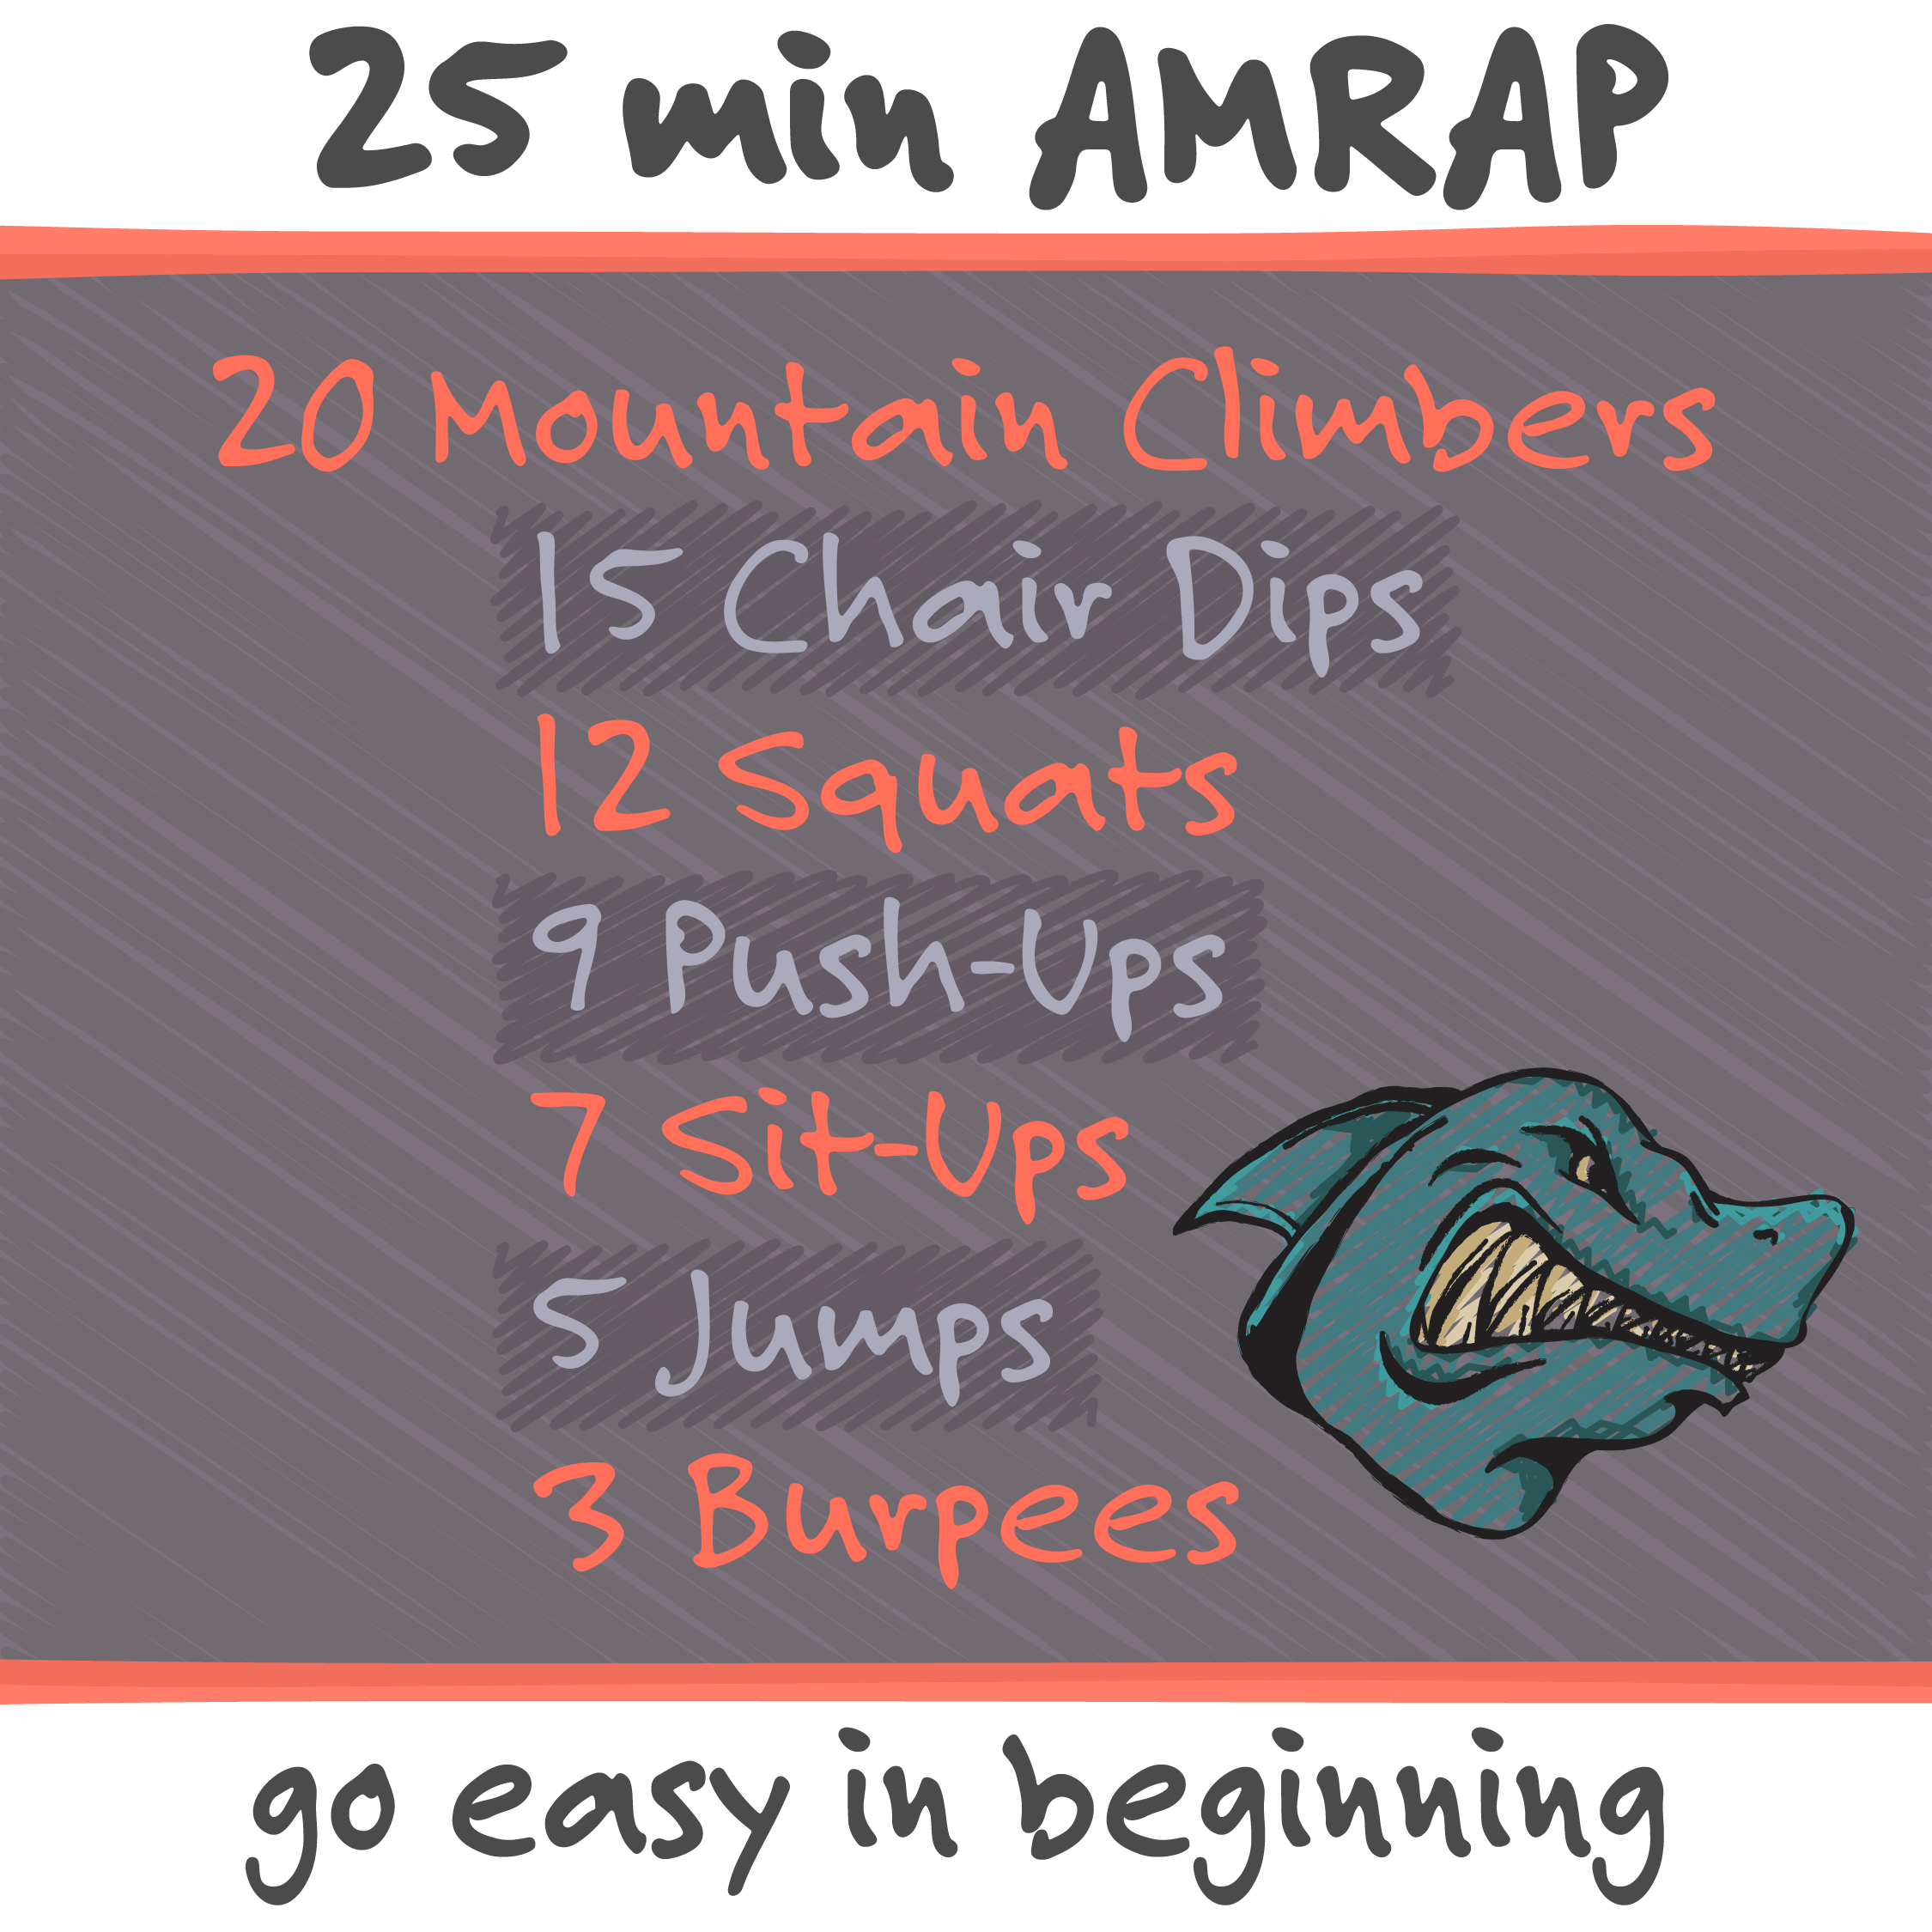 25 min AMRAP
20 Mountain Climbers
15 Chair Dips
12 Squats
9 Push-Ups
7 Sit-Ups
5 Jumps
3 Burpees
go easy in beginning